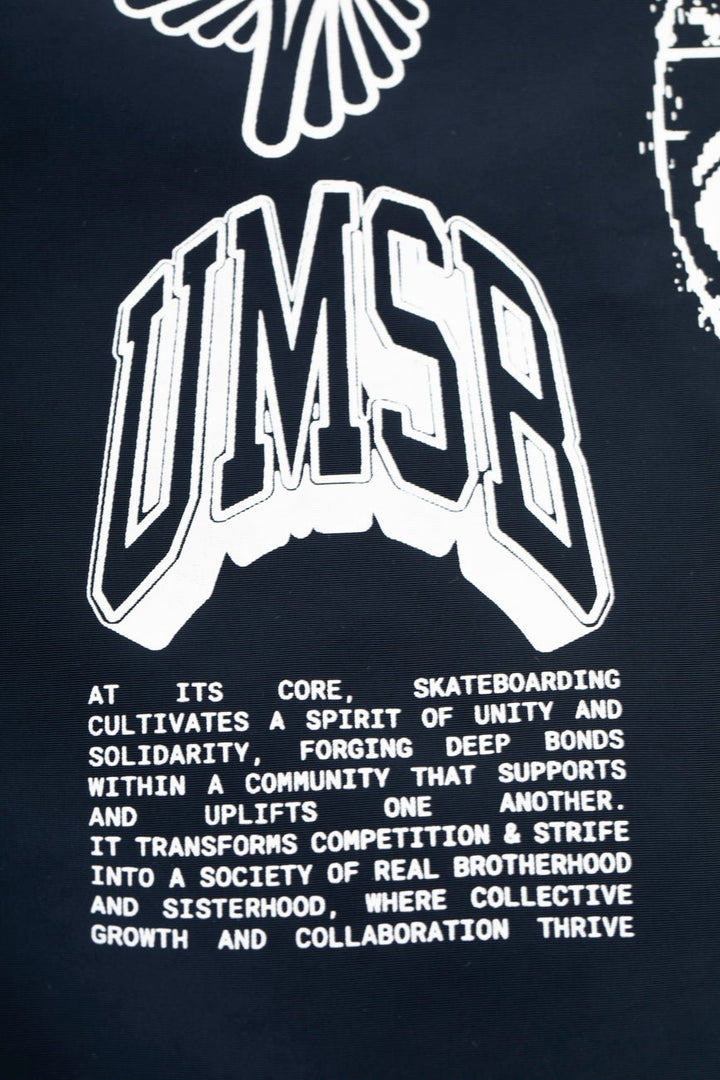 UMSB
AT ITS CORE, SKATEBOARDING
CULTIVATES A SPIRIT OF UNITY AND
SOLIDARITY, FORGING DEEP BONDS
WITHIN A COMMUNITY THAT SUPPORTS
AND UPLIFTS ONE ANOTHER.
IT TRANSFORMS COMPETITION & STRIFE
INTO A SOCIETY OF REAL BROTHERHOOD
AND SISTERHOOD, WHERE COLLECTIVE
GROWTH AND COLLABORATION THRIVE